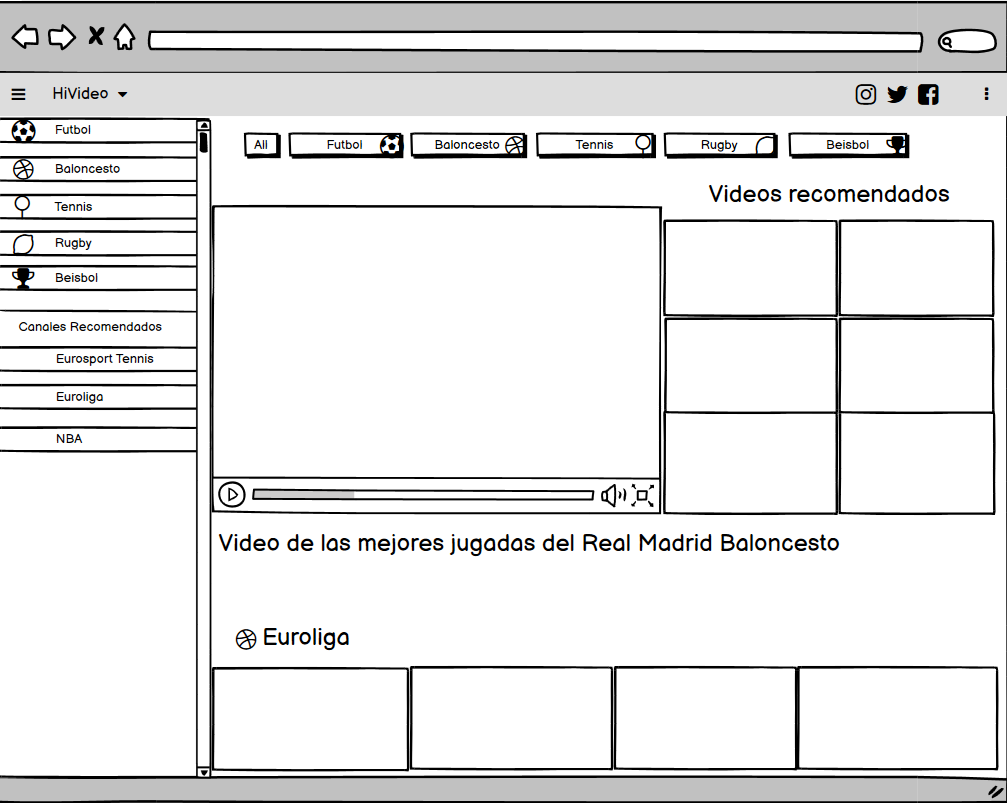 HiVideo
Futbol
Baloncesto
Tennis
Rugby
Beisbol
Canales Recomendados
Eurosport Tennis
Euroliga
NBA
All
Futbol
Baloncesto
Tennis
Rugby
Beisbol
Videos recomendados
Video de las mejores jugadas del Real Madrid Baloncesto
Euroliga